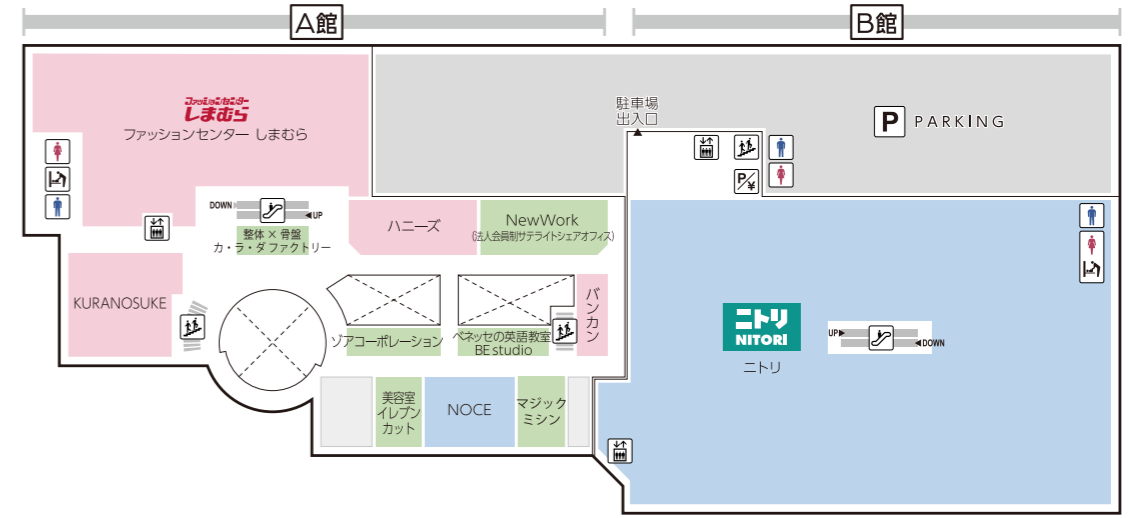 A館
B館
ファッションセンター
しまむら
ファッションセンター しまむら
駐車場
出入口
P PARKING
P/¥
DOWN
UP
整体 × 骨盤
カ・ラ・ダ ファクトリー
ハニーズ
NewWork
(法人会員制サテライトシェアオフィス)
KURANOSUKE
バンカン
ゾアコーポレーション
ベネッセの英語教室
BE studio
ニトリ
NITORI
ニトリ
UP
DOWN
美容室
イレブン
カット
NOCE
マジック
ミシン